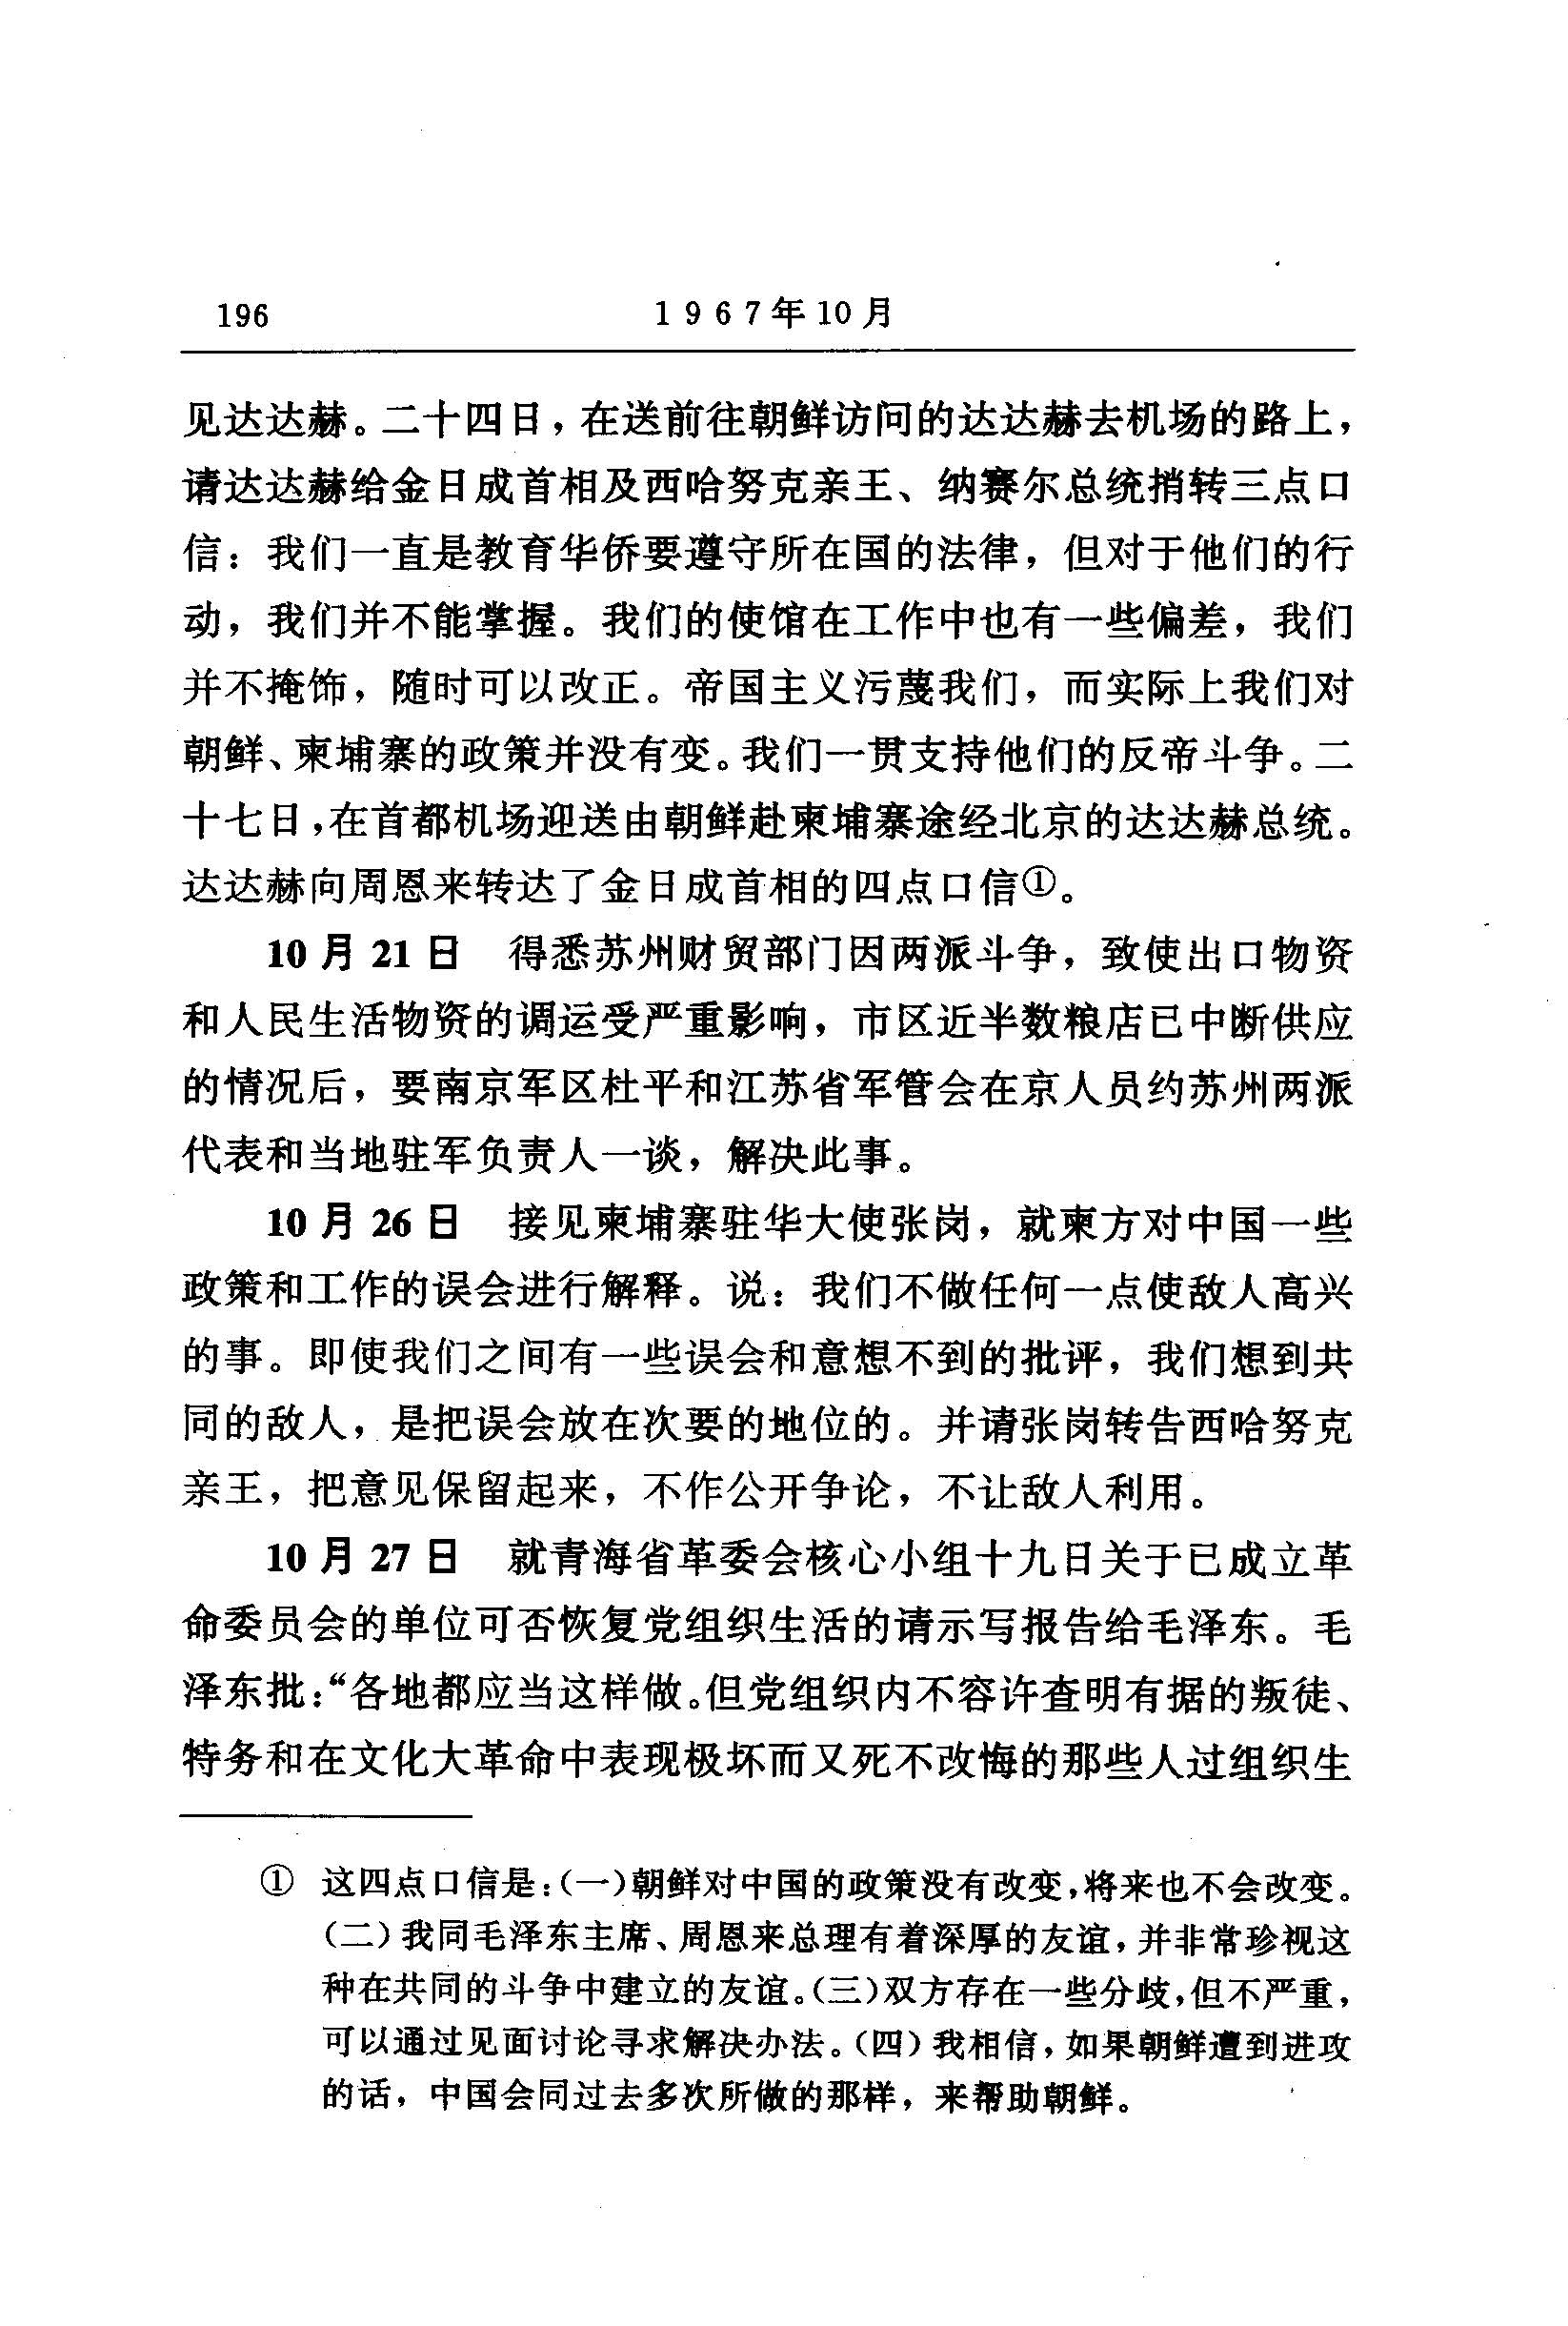 196
1967年10月
见达达赫。二十四日，在送前往朝鲜访问的达达赫去机场的路上，
请达达赫给金日成首相及西哈努克亲王、纳赛尔总统捎转三点口
信：我们一直是教育华侨要遵守所在国的法律，但对于他们的行
动，我们并不能掌握。我们的使馆在工作中也有一些偏差，我们
并不掩饰，随时可以改正。帝国主义污蔑我们，而实际上我们对
朝鲜、柬埔寨的政策并没有变。我们一贯支持他们的反帝斗争。二
十七日，在首都机场迎送由朝鲜赴柬埔寨途经北京的达达赫总统。
达达赫向周恩来转达了金日成首相的四点口信①。
10月21日　得悉苏州财贸部门因两派斗争，致使出口物资
和人民生活物资的调运受严重影响，市区近半数粮店已中断供应
的情况后，要南京军区杜平和江苏省军管会在京人员约苏州两派
代表和当地驻军负责人一谈，解决此事。
10月26日　接见柬埔寨驻华大使张岗，就柬方对中国一些
政策和工作的误会进行解释。说：我们不做任何一点使敌人高兴
的事。即使我们之间有一些误会和意想不到的批评，我们想到共
同的敌人，是把误会放在次要的地位的。并请张岗转告西哈努克
亲王，把意见保留起来，不作公开争论，不让敌人利用。
10月27日　就青海省革委会核心小组十九日关于已成立革
命委员会的单位可否恢复党组织生活的请示写报告给毛泽东。毛
泽东批：“各地都应当这样做。但党组织内不容许查明有据的叛徒、
特务和在文化大革命中表现极坏而又死不改悔的那些人过组织生
①　这四点口信是：（一）朝鲜对中国的政策没有改变，将来也不会改变。
（二）我同毛泽东主席、周恩来总理有着深厚的友谊，并非常珍视这
种在共同的斗争中建立的友谊。（三）双方存在一些分歧，但不严重，
可以通过见面讨论寻求解决办法。（四）我相信，如果朝鲜遭到进攻
的话，中国会同过去多次所做的那样，来帮助朝鲜。